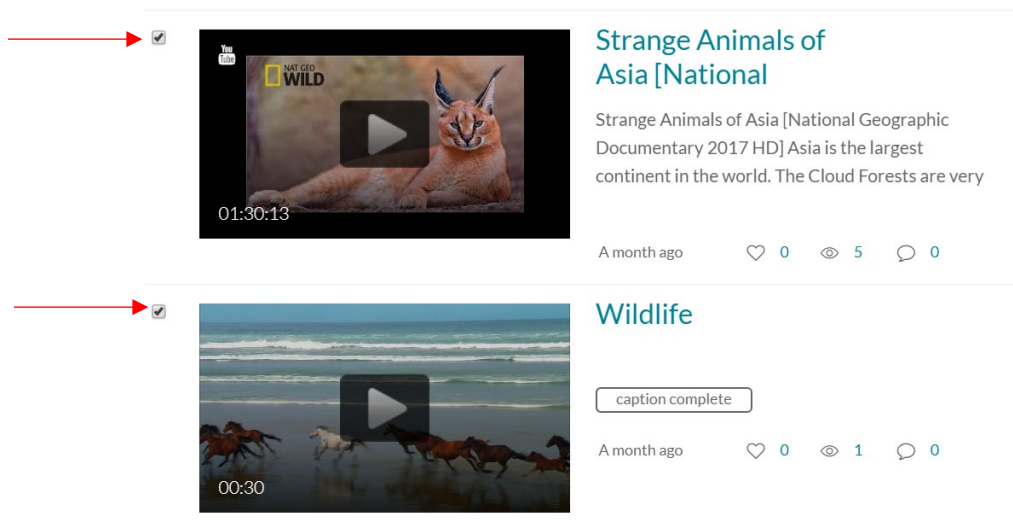 You
Tube
NAT GEO
WILD
01:30:13
Strange Animals of
Asia [National
Strange Animals of Asia [National Geographic
Documentary 2017 HD] Asia is the largest
continent in the world. The Cloud Forests are very
A month ago 0 5 0
00:30
Wildlife
caption complete
A month ago 0 1 0